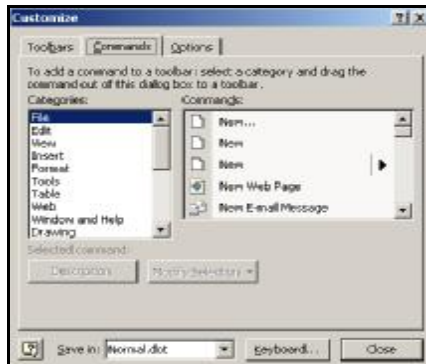 Customize
Toolbars Commands Options
To add a command to a toolbar: select a category and drag the
command out of this dialog box to a toolbar.
Categories: Commands:
File
Edit
View
Insert
Format
Tools
Table
Web
Window and Help
Drawing
New...
New
New
New Web Page
New E-mail Message
Selected command:
Description Modify Selection
Save in: Normal.dot Keyboard... Close